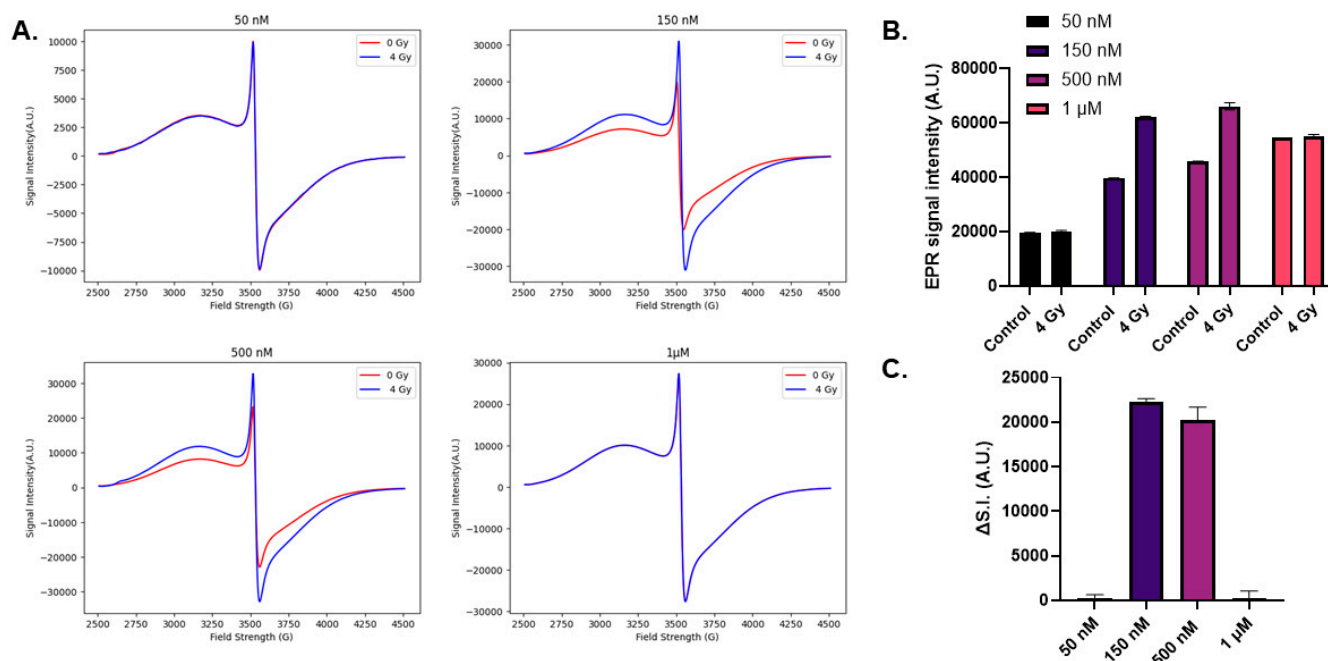 A.
50 nM
0 Gy
4 Gy
10000
7500
5000
2500
0
−2500
−5000
−7500
−10000
Signal Intensity(A.U.)
2500 2750 3000 3250 3500 3750 4000 4250 4500
Field Strength (G)
150 nM
0 Gy
4 Gy
30000
20000
10000
0
−10000
−20000
−30000
Signal Intensity(A.U.)
2500 2750 3000 3250 3500 3750 4000 4250 4500
Field Strength (G)
500 nM
0 Gy
4 Gy
30000
20000
10000
0
−10000
−20000
−30000
Signal Intensity(A.U.)
2500 2750 3000 3250 3500 3750 4000 4250 4500
Field Strength (G)
1μM
0 Gy
4 Gy
30000
20000
10000
0
−10000
−20000
−30000
Signal Intensity(A.U.)
2500 2750 3000 3250 3500 3750 4000 4250 4500
Field Strength (G)
B.
50 nM
150 nM
500 nM
1 μM
80000
60000
40000
20000
0
EPR signal intensity (A.U.)
Control 4 Gy Control 4 Gy Control 4 Gy Control 4 Gy
C.
25000
20000
15000
10000
5000
0
ΔS.I. (A.U.)
50 nM 150 nM 500 nM 1 μM